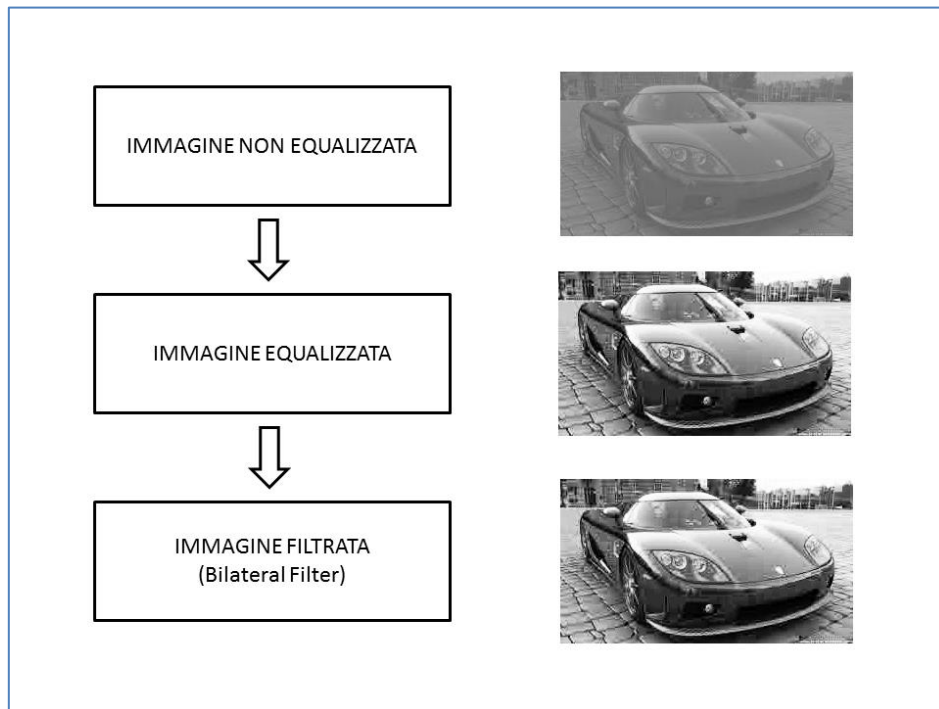 IMMAGINE NON EQUALIZZATA
IMMAGINE EQUALIZZATA
IMMAGINE FILTRATA
(Bilateral Filter)